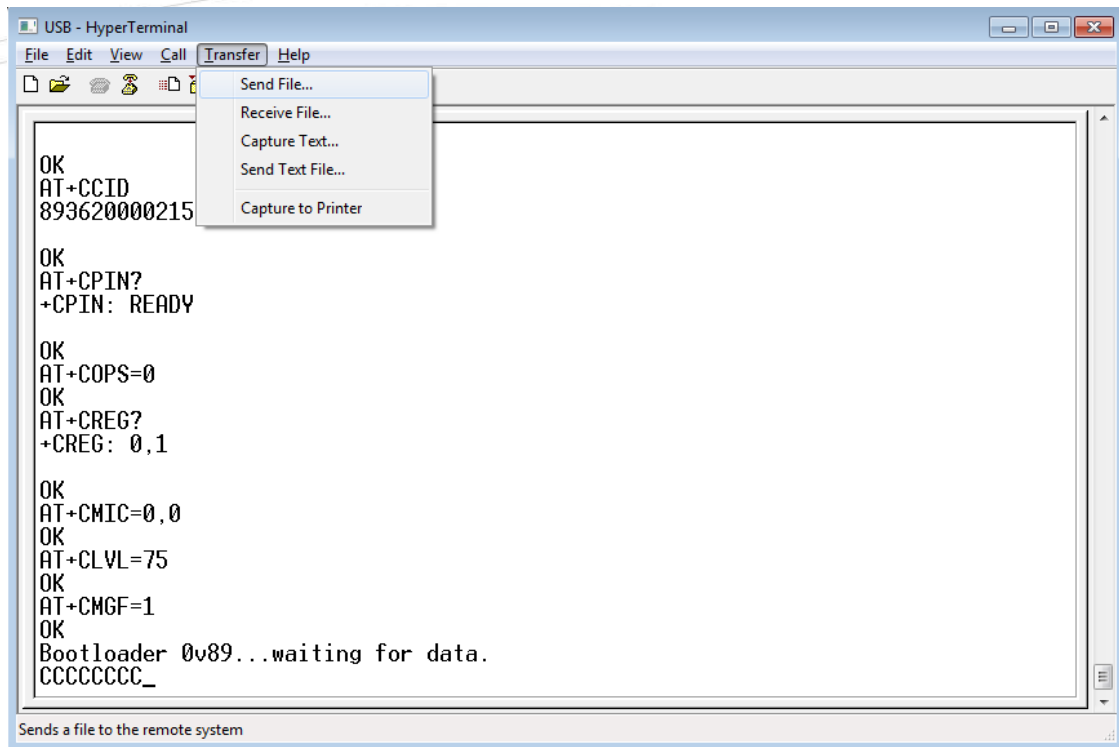 USB - HyperTerminal
File Edit View Call Transfer Help
Send File...
Receive File...
Capture Text...
Send Text File...
Capture to Printer
OK
AT+CCID
893620000215
OK
AT+CPIN?
+CPIN: READY
OK
AT+COPS=0
OK
AT+CREG?
+CREG: 0,1
OK
AT+CMIC=0,0
OK
AT+CLVL=75
OK
AT+CMGF=1
OK
Bootloader 0v89...waiting for data.
CCCCCCCC_
Sends a file to the remote system